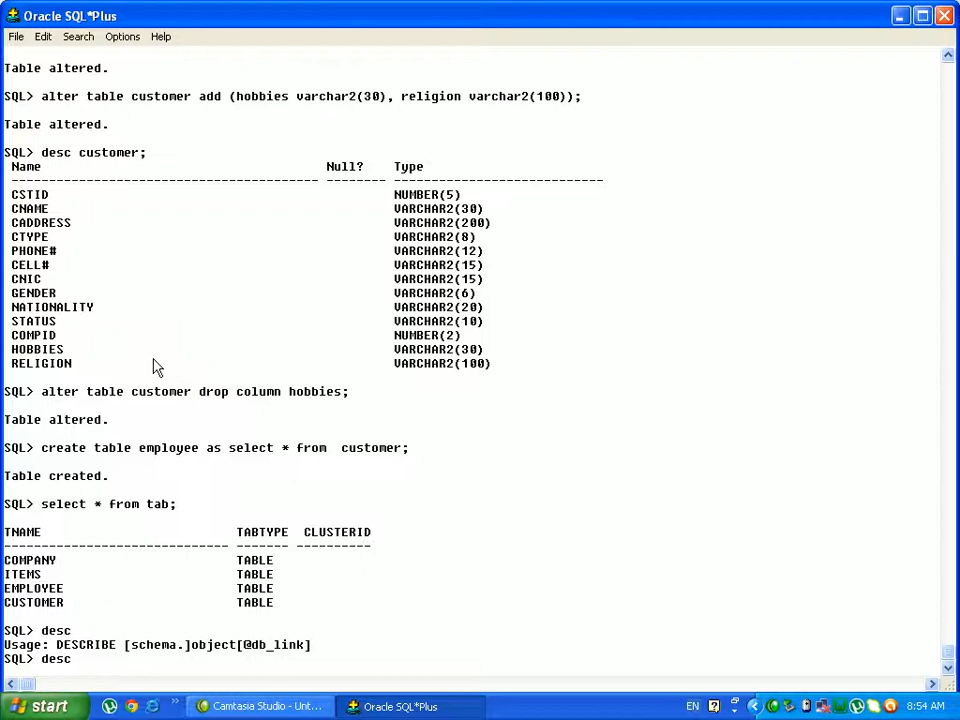 Oracle SQL*Plus
File Edit Search Options Help
Table altered.
SQL> alter table customer add (hobbies varchar2(30), religion varchar2(100));
Table altered.
SQL> desc customer;
Name Null? Type
----------------------------------------- -------- ----------------------------
CSTID NUMBER(5)
CNAME VARCHAR2(30)
CADDRESS VARCHAR2(200)
CTYPE VARCHAR2(8)
PHONE# VARCHAR2(12)
CELL# VARCHAR2(15)
CNIC VARCHAR2(15)
GENDER VARCHAR2(6)
NATIONALITY VARCHAR2(20)
STATUS VARCHAR2(10)
COMPID NUMBER(2)
HOBBIES VARCHAR2(30)
RELIGION VARCHAR2(100)
SQL> alter table customer drop column hobbies;
Table altered.
SQL> create table employee as select * from  customer;
Table created.
SQL> select * from tab;
TNAME TABTYPE CLUSTERID
------------------------------ ------- ----------
COMPANY TABLE
ITEMS TABLE
EMPLOYEE TABLE
CUSTOMER TABLE
SQL> desc
Usage: DESCRIBE [schema.]object[@db_link]
SQL> desc
start Camtasia Studio - Unt... Oracle SQL*Plus EN 8:54 AM